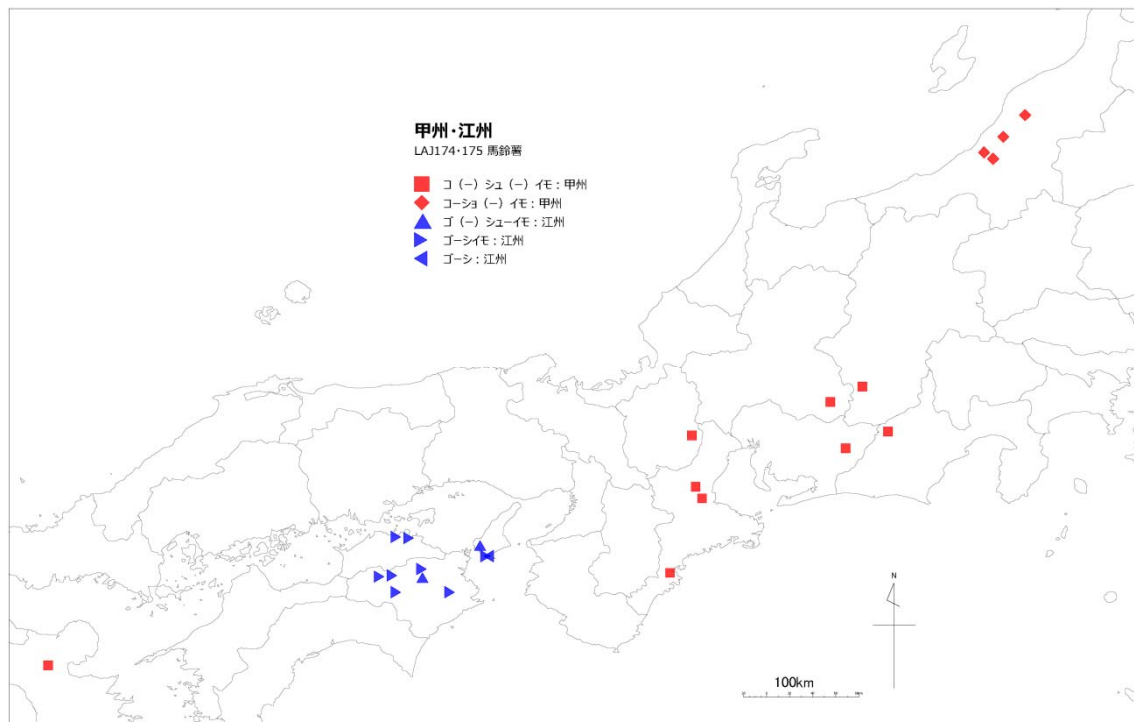 甲州・江州
LAJ174・175 馬鈴薯
コ（ー）シュ（ー）イモ：甲州
コーショ（ー）イモ：甲州
ゴ（ー）シューイモ：江州
ゴーシイモ：江州
ゴーシ：江州
N
100km